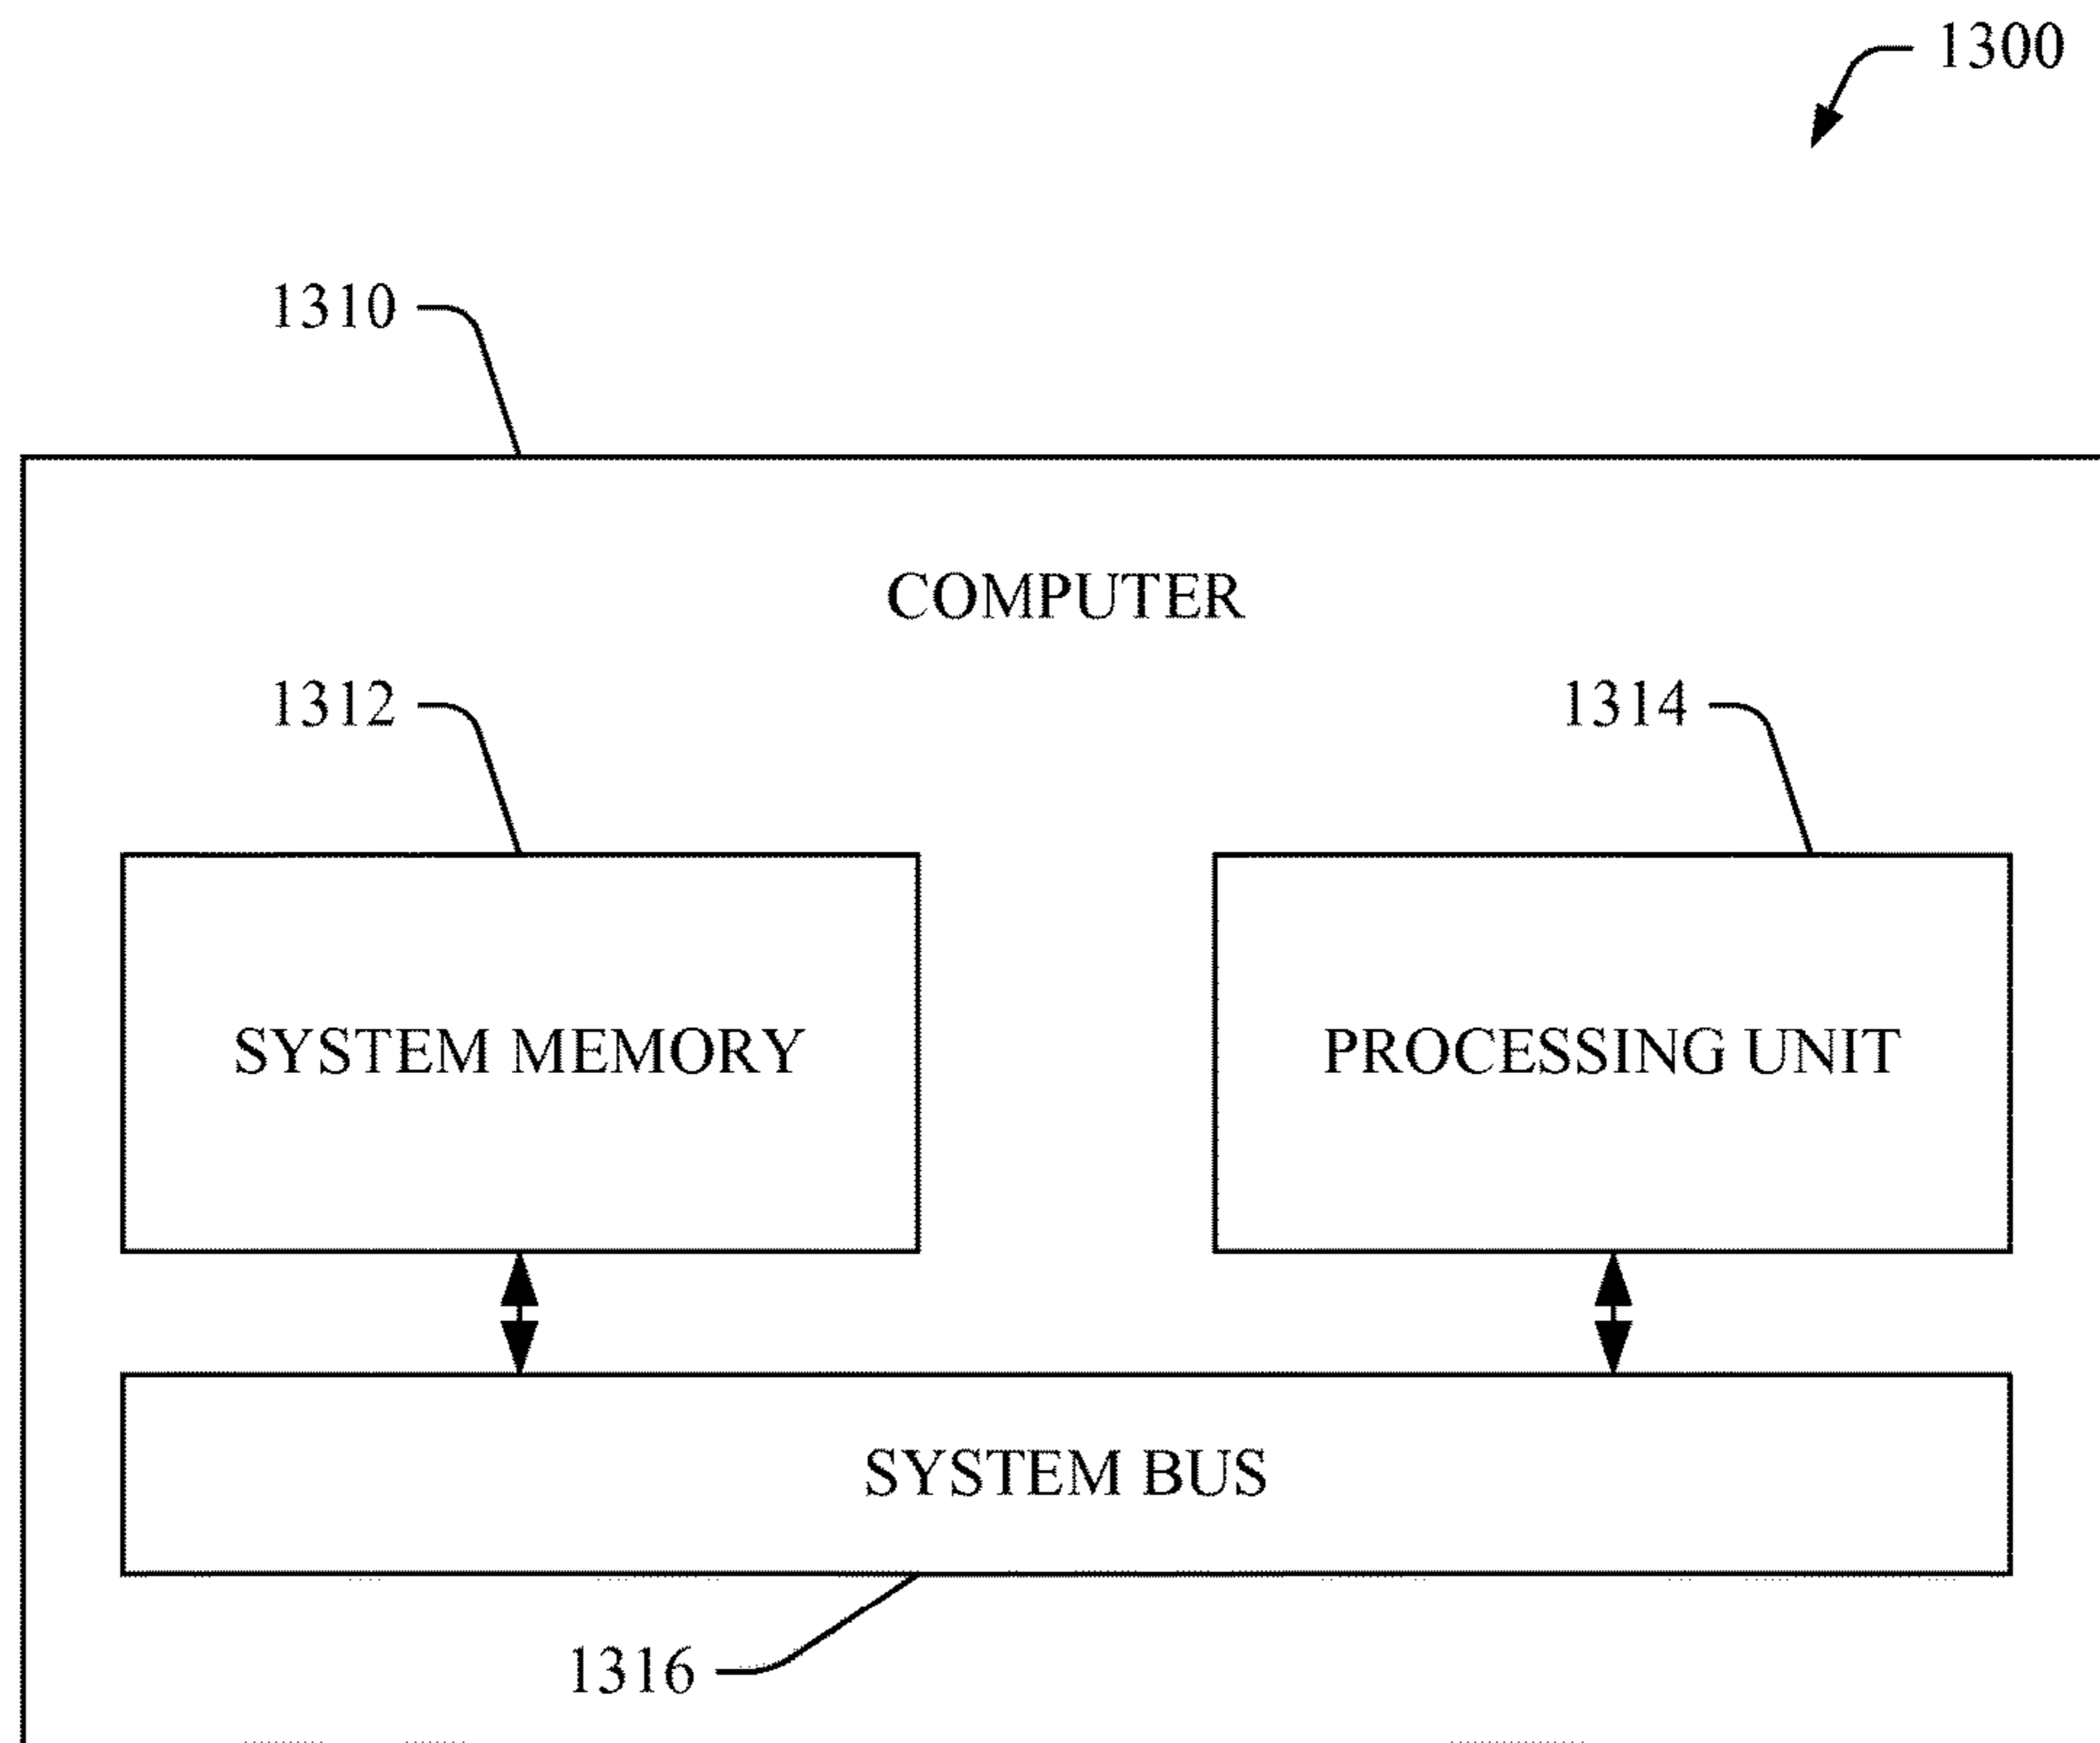 1300
1310
COMPUTER
1312
1314
SYSTEM MEMORY
PROCESSING UNIT
SYSTEM BUS
1316